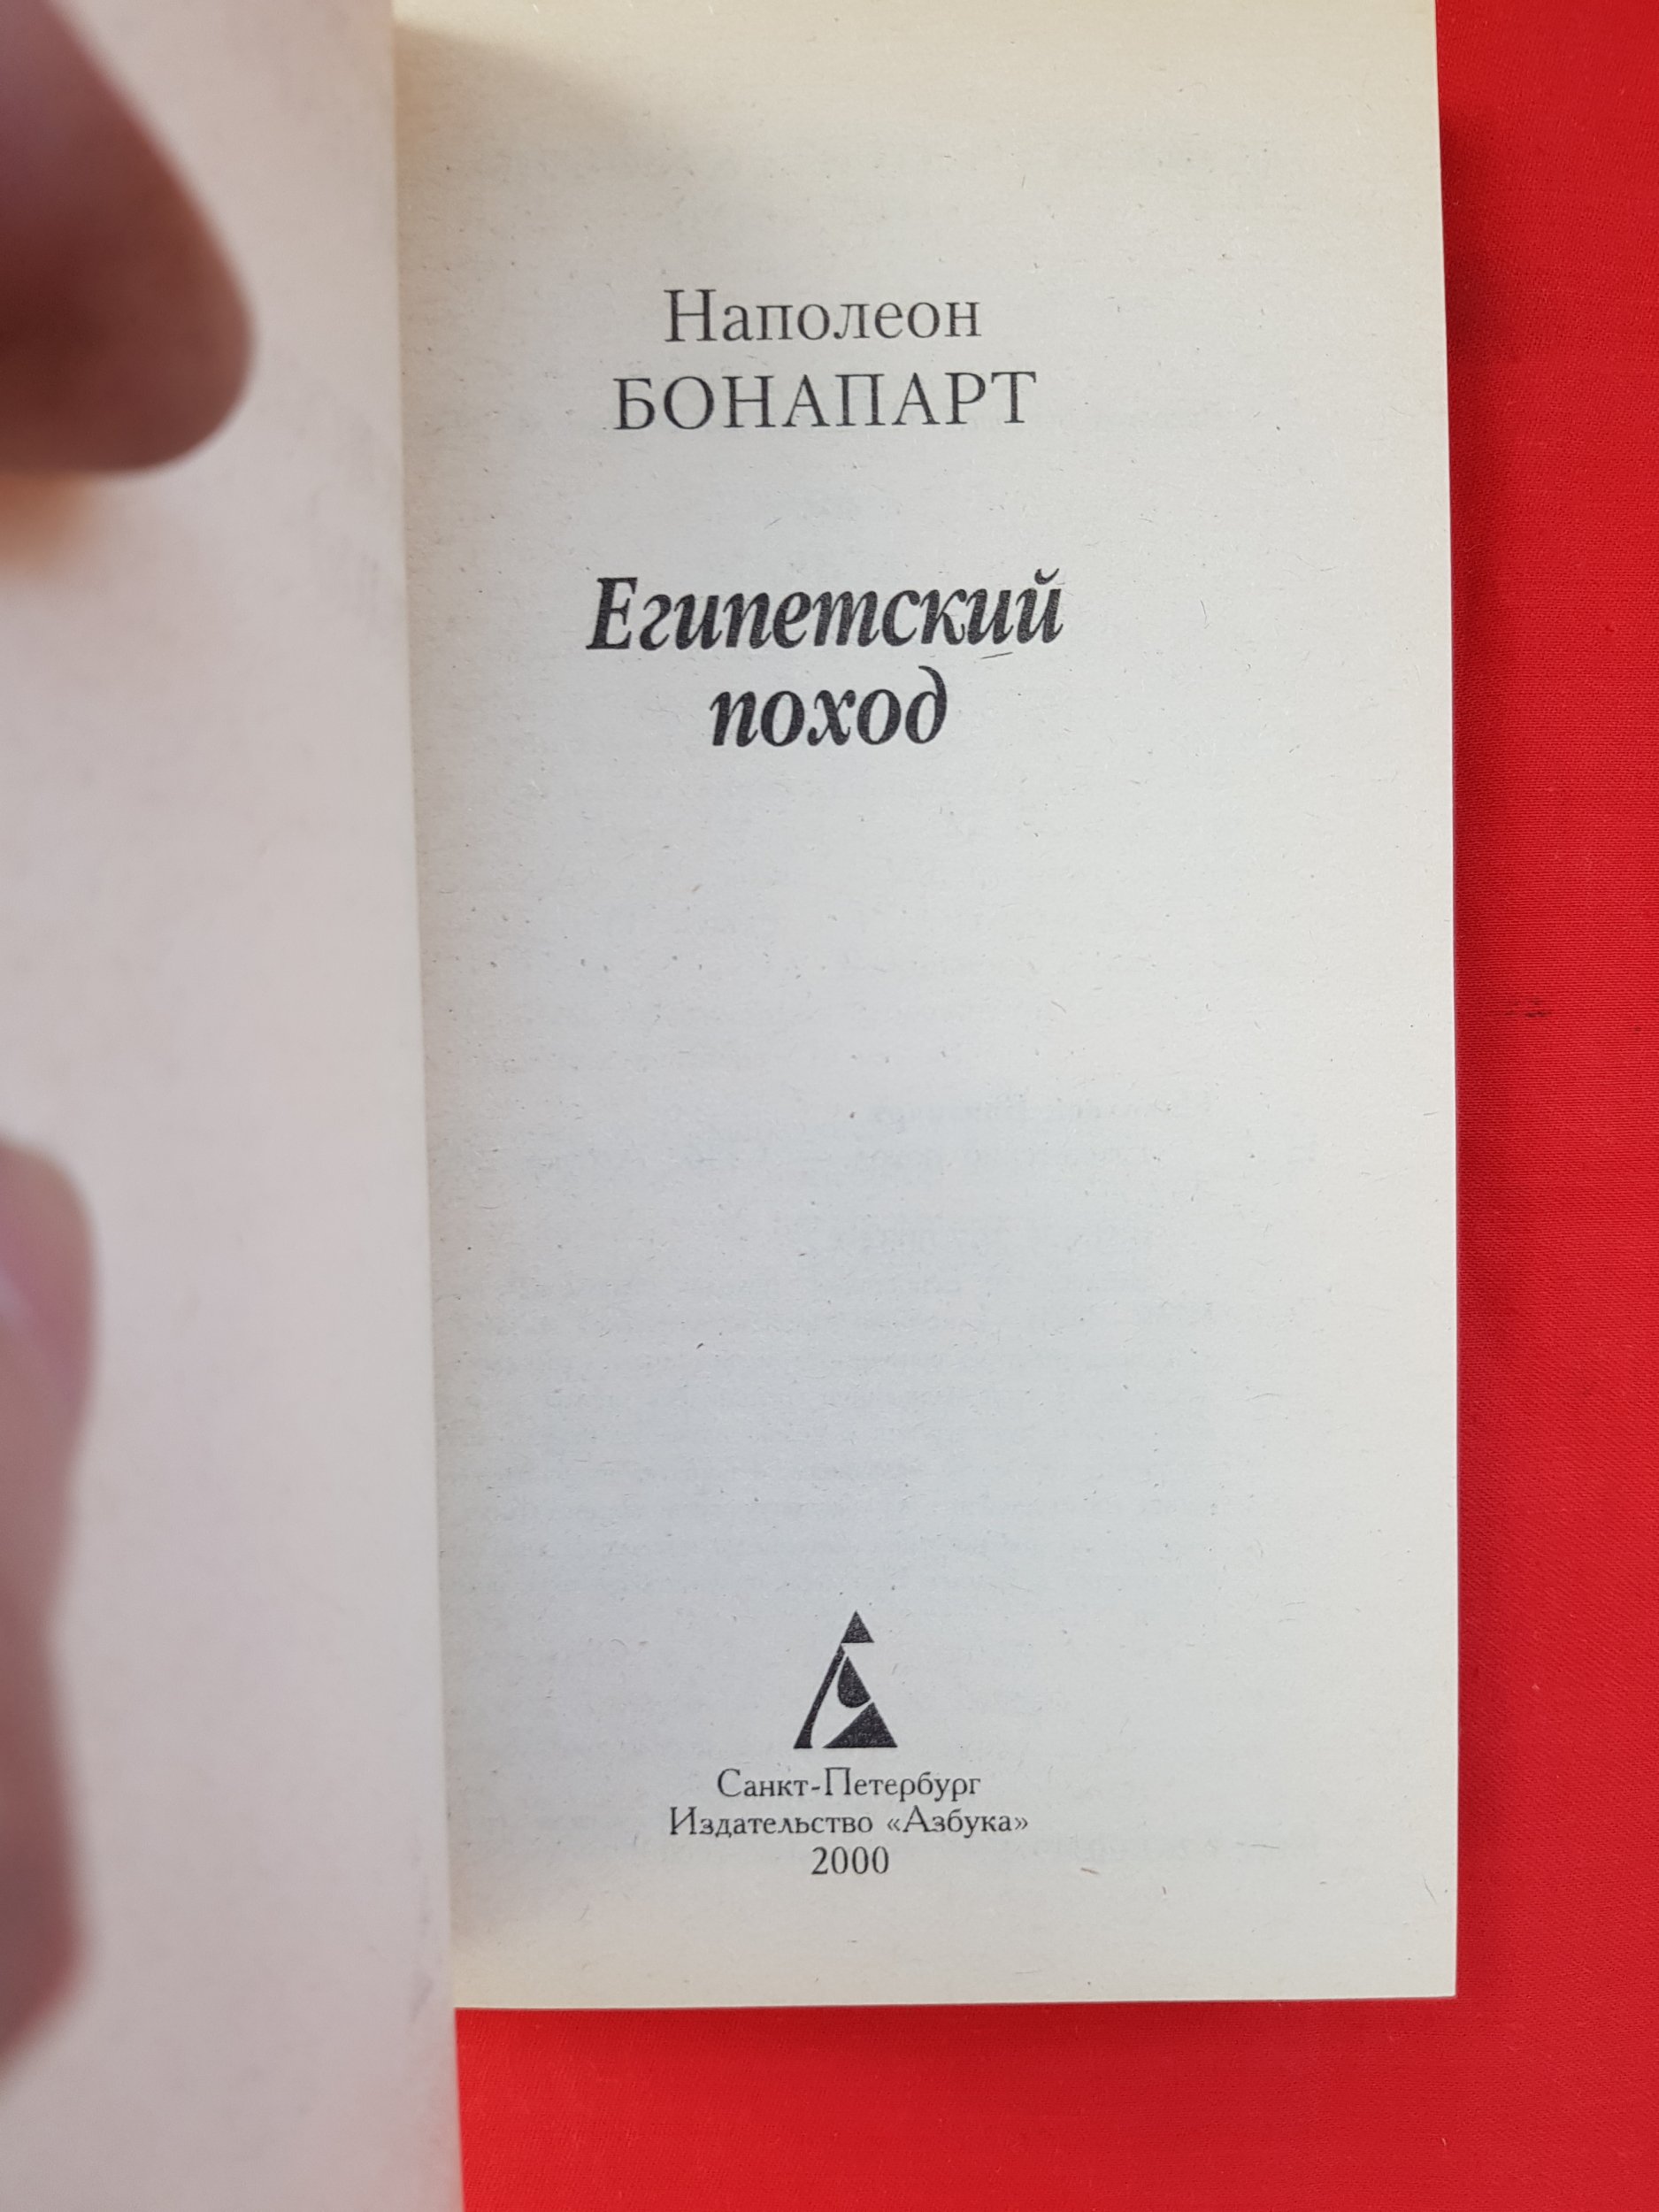 Наполеон
БОНАПАРТ
Египетский
поход
Санкт-Петербург
Издательство «Азбука»
2000